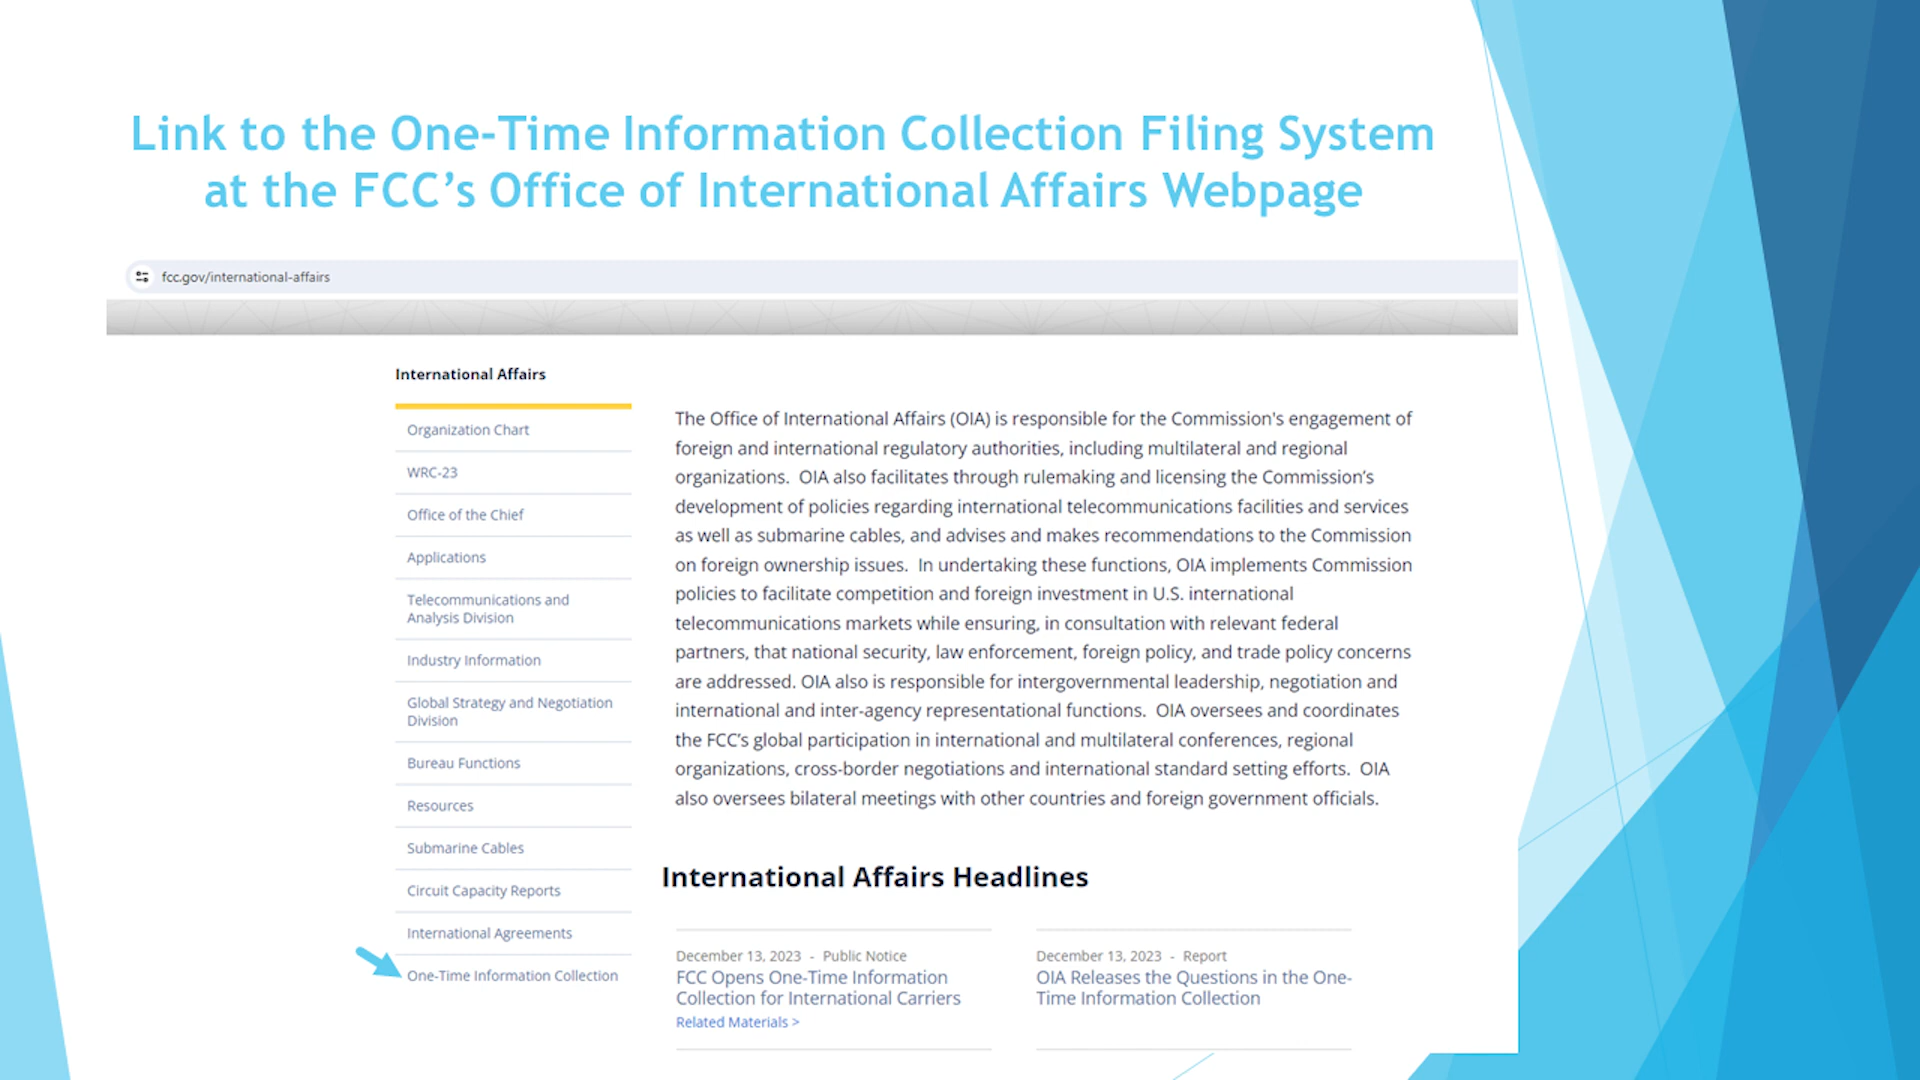 Link to the One-Time Information Collection Filing System
at the FCC’s Office of International Affairs Webpage
fcc.gov/international-affairs
International Affairs
Organization Chart
WRC-23
Office of the Chief
Applications
Telecommunications and
Analysis Division
Industry Information
Global Strategy and Negotiation
Division
Bureau Functions
Resources
Submarine Cables
Circuit Capacity Reports
International Agreements
One-Time Information Collection
The Office of International Affairs (OIA) is responsible for the Commission's engagement of
foreign and international regulatory authorities, including multilateral and regional
organizations.  OIA also facilitates through rulemaking and licensing the Commission’s
development of policies regarding international telecommunications facilities and services
as well as submarine cables, and advises and makes recommendations to the Commission
on foreign ownership issues.  In undertaking these functions, OIA implements Commission
policies to facilitate competition and foreign investment in U.S. international
telecommunications markets while ensuring, in consultation with relevant federal
partners, that national security, law enforcement, foreign policy, and trade policy concerns
are addressed. OIA also is responsible for intergovernmental leadership, negotiation and
international and inter-agency representational functions.  OIA oversees and coordinates
the FCC’s global participation in international and multilateral conferences, regional
organizations, cross-border negotiations and international standard setting efforts.  OIA
also oversees bilateral meetings with other countries and foreign government officials.
International Affairs Headlines
December 13, 2023 - Public Notice
FCC Opens One-Time Information
Collection for International Carriers
Related Materials >
December 13, 2023 - Report
OIA Releases the Questions in the One-
Time Information Collection